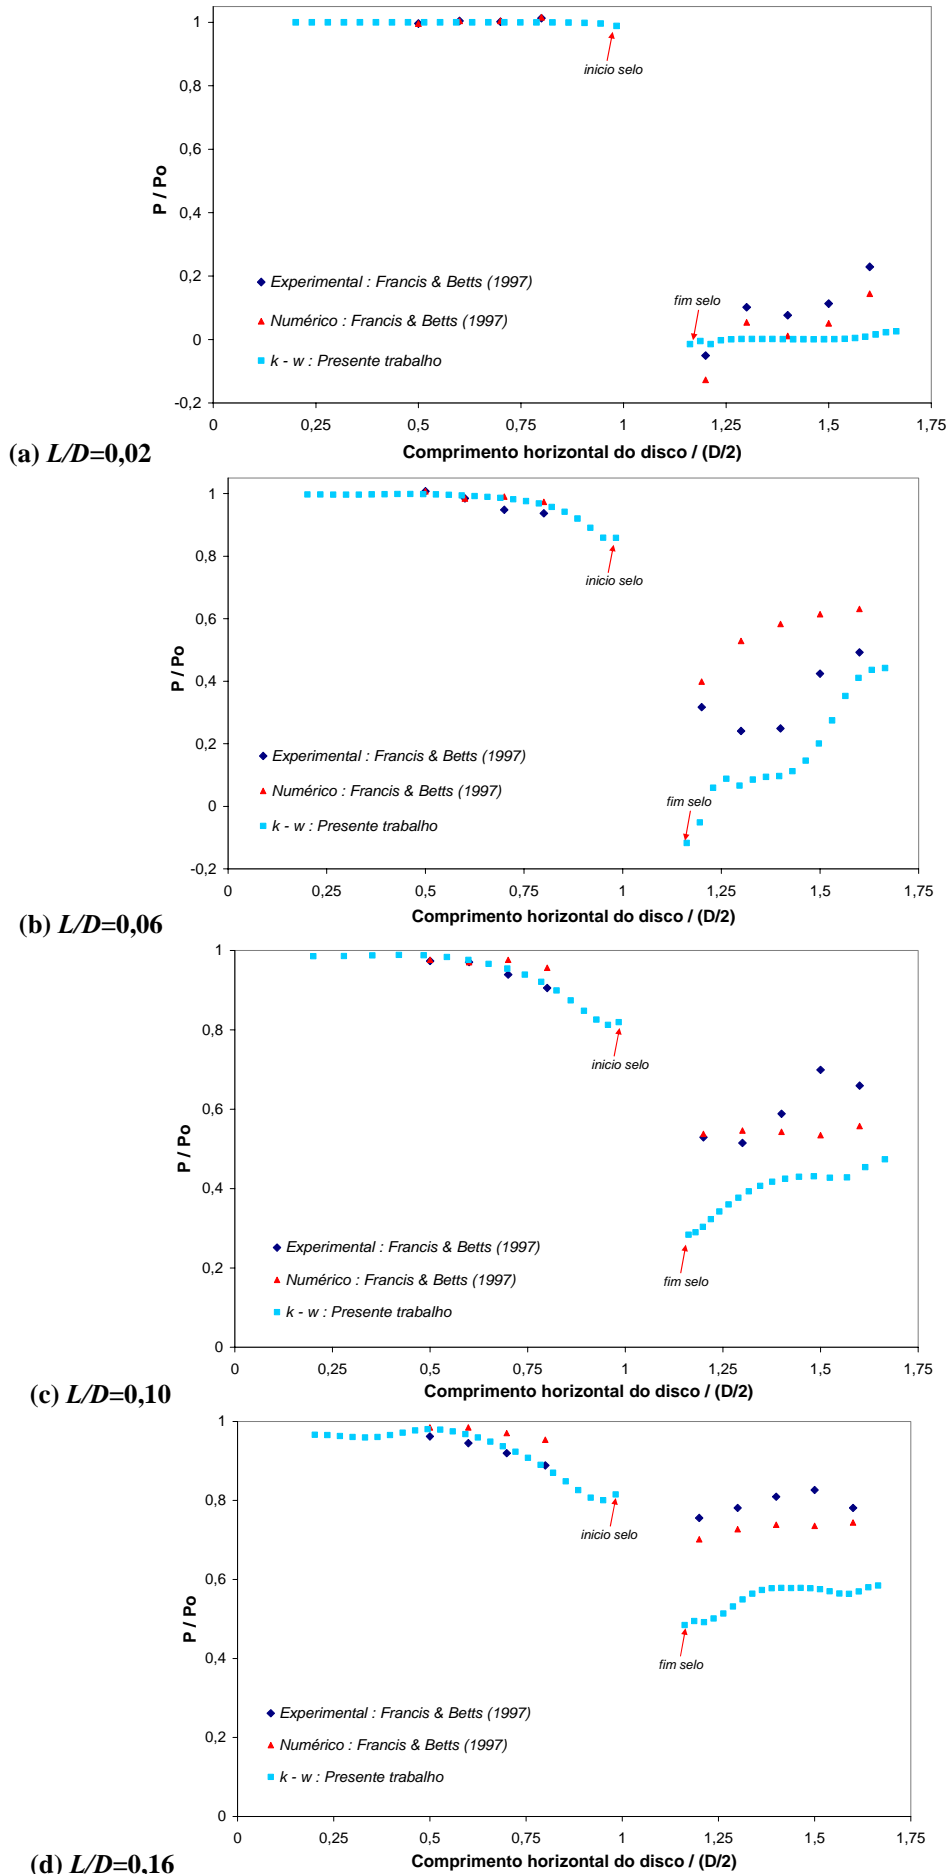 1
0,8
0,6
0,4
0,2
0
-0,2
P / Po
inicio selo
fim selo
Experimental : Francis & Betts (1997)
Numérico : Francis & Betts (1997)
k - w : Presente trabalho
0 0,25 0,5 0,75 1 1,25 1,5 1,75
Comprimento horizontal do disco / (D/2)
(a) L/D=0,02
1
0,8
0,6
0,4
0,2
0
-0,2
P / Po
inicio selo
fim selo
Experimental : Francis & Betts (1997)
Numérico : Francis & Betts (1997)
k - w : Presente trabalho
0 0,25 0,5 0,75 1 1,25 1,5 1,75
Comprimento horizontal do disco / (D/2)
(b) L/D=0,06
1
0,8
0,6
0,4
0,2
0
P / Po
inicio selo
fim selo
Experimental : Francis & Betts (1997)
Numérico : Francis & Betts (1997)
k - w : Presente trabalho
0 0,25 0,5 0,75 1 1,25 1,5 1,75
Comprimento horizontal do disco / (D/2)
(c) L/D=0,10
1
0,8
0,6
0,4
0,2
0
P / Po
inicio selo
fim selo
Experimental : Francis & Betts (1997)
Numérico : Francis & Betts (1997)
k - w : Presente trabalho
0 0,25 0,5 0,75 1 1,25 1,5 1,75
Comprimento horizontal do disco / (D/2)
(d) L/D=0,16